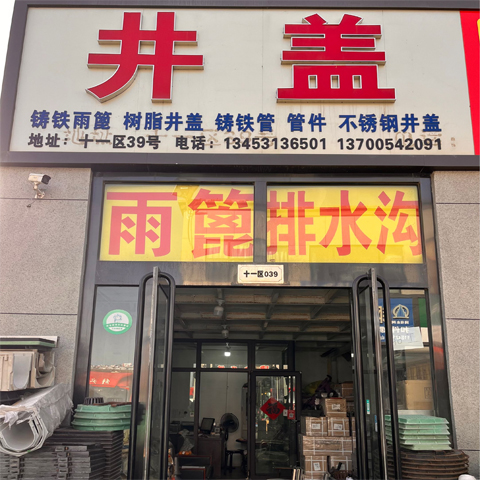 井盖
铸铁雨篦 树脂井盖 铸铁管 管件 不锈钢井盖
地址：十一区39号 电话：13453136501 13700542091
雨篦排水沟
十一区039